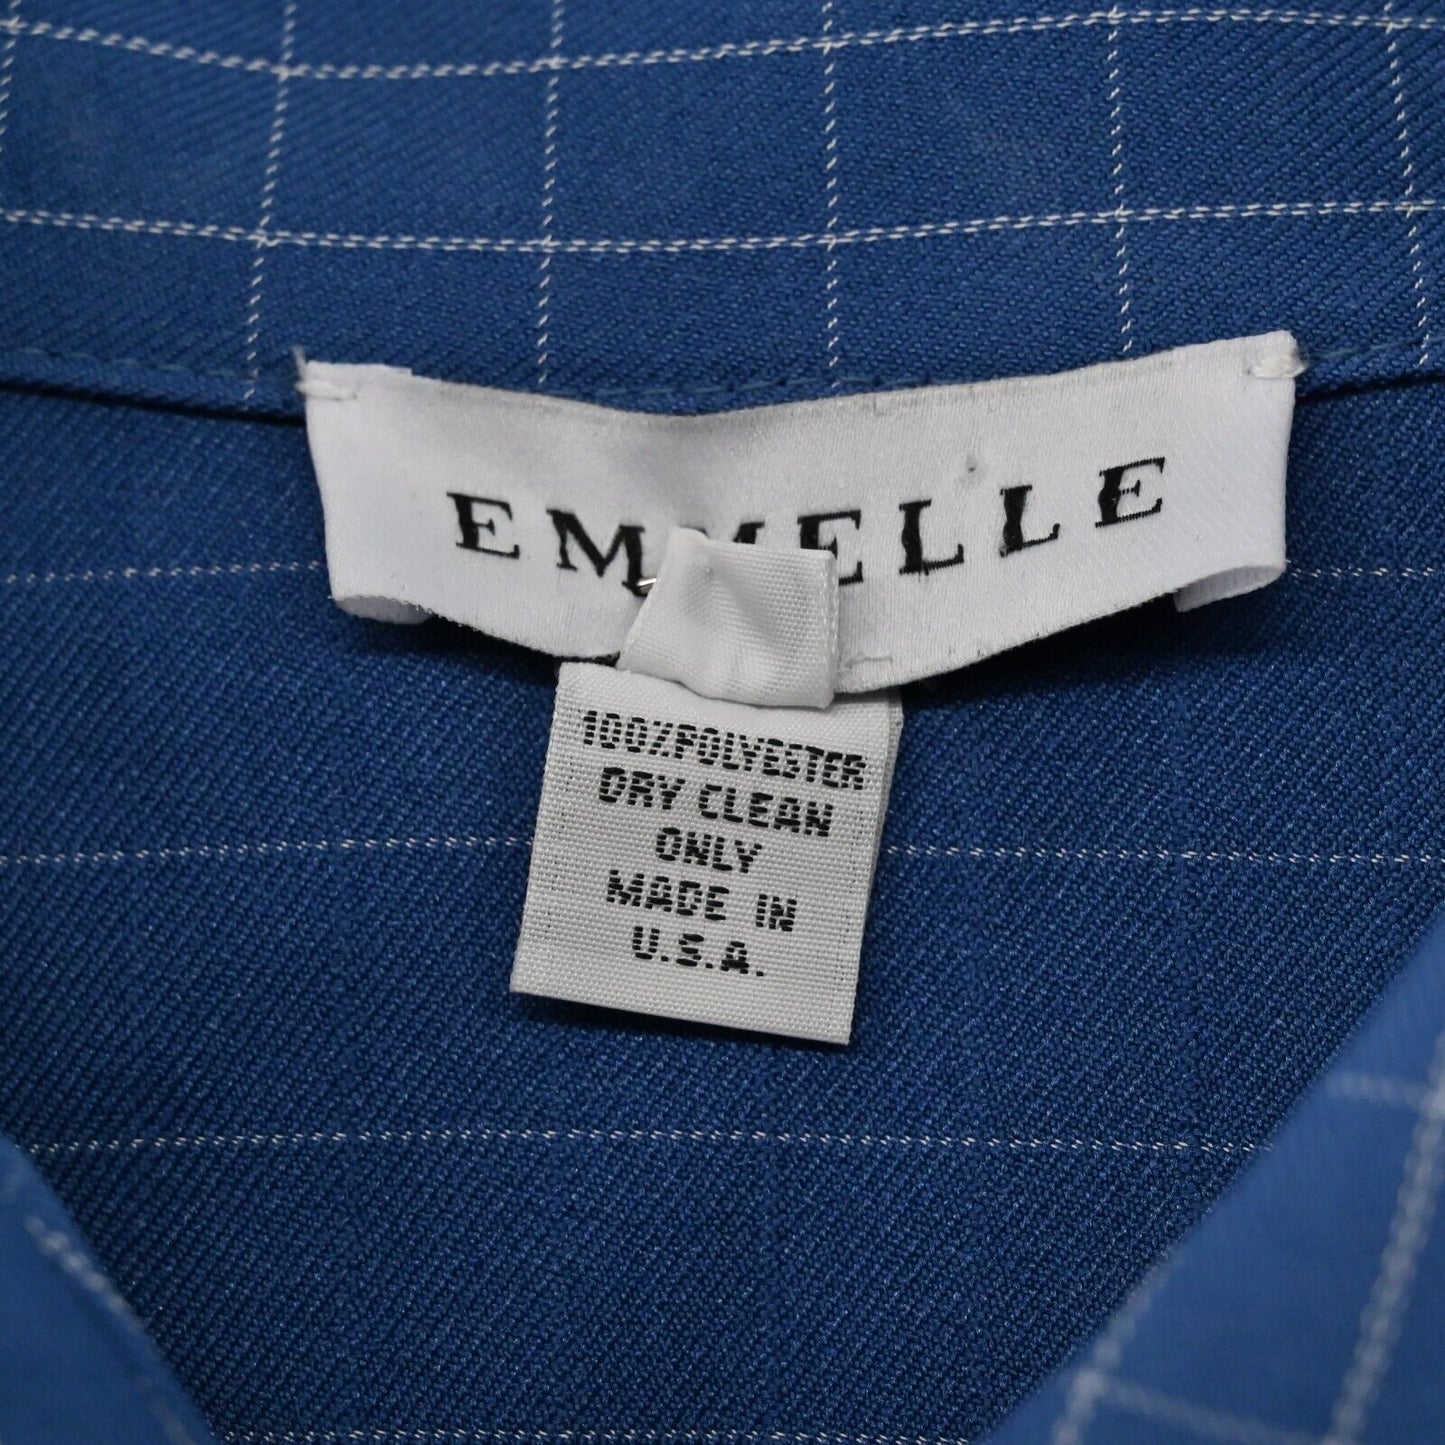 EMMELLE
100%POLYESTER
DRY CLEAN
ONLY
MADE IN
U.S.A.